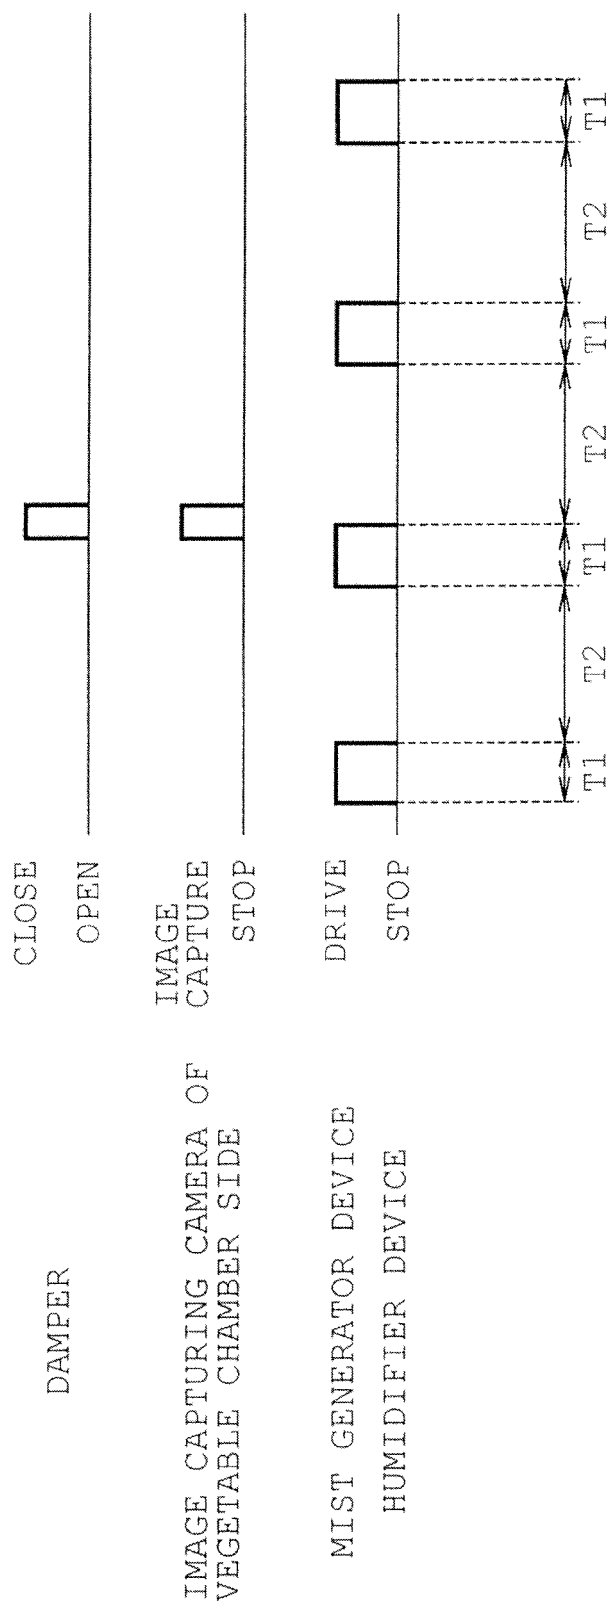 DAMPER
CLOSE
OPEN
IMAGE CAPTURING CAMERA OF
VEGETABLE CHAMBER SIDE
IMAGE
CAPTURE
STOP
MIST GENERATOR DEVICE
HUMIDIFIER DEVICE
DRIVE
STOP
T1 T2 T1 T2 T1 T2 T1